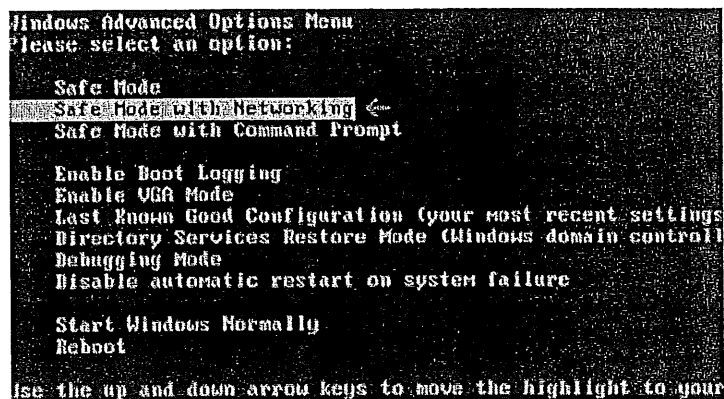 Windows Advanced Options Menu
Please select an option:
Safe Mode
Safe Mode with Networking
Safe Mode with Command Prompt
Enable Boot Logging
Enable VGA Mode
Last Known Good Configuration (your most recent settings
Directory Services Restore Mode (Windows domain controll
Debugging Mode
Disable automatic restart on system failure
Start Windows Normally
Reboot
Use the up and down arrow keys to move the highlight to your